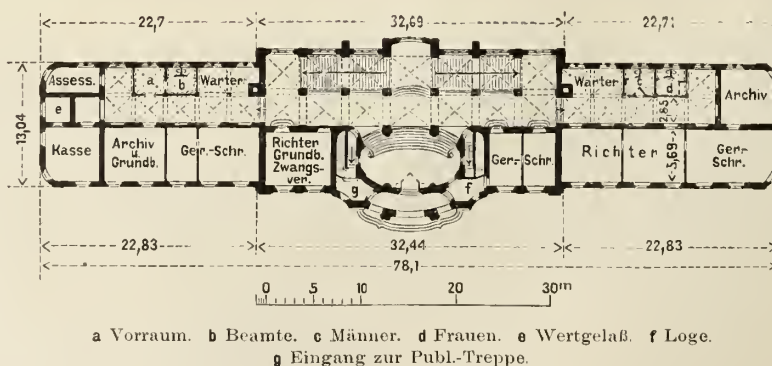 22,7 32,69 22,71
Assess. a b Warter. Warter r a Archiv
e
13,04
2,85
Kasse Archiv u. Grundb. Ger.-Schr. Richter Grundb. Zwangs- ver. Ger.- Schr. Richter 5,69 Ger.- Schr.
g f
22,83 32,44 22,83
78,1
0 5 10 20 30m
a Vorraum. b Beamte. c Männer. d Frauen. e Wertgelaß. f Loge.
g Eingang zur Publ.-Treppe.